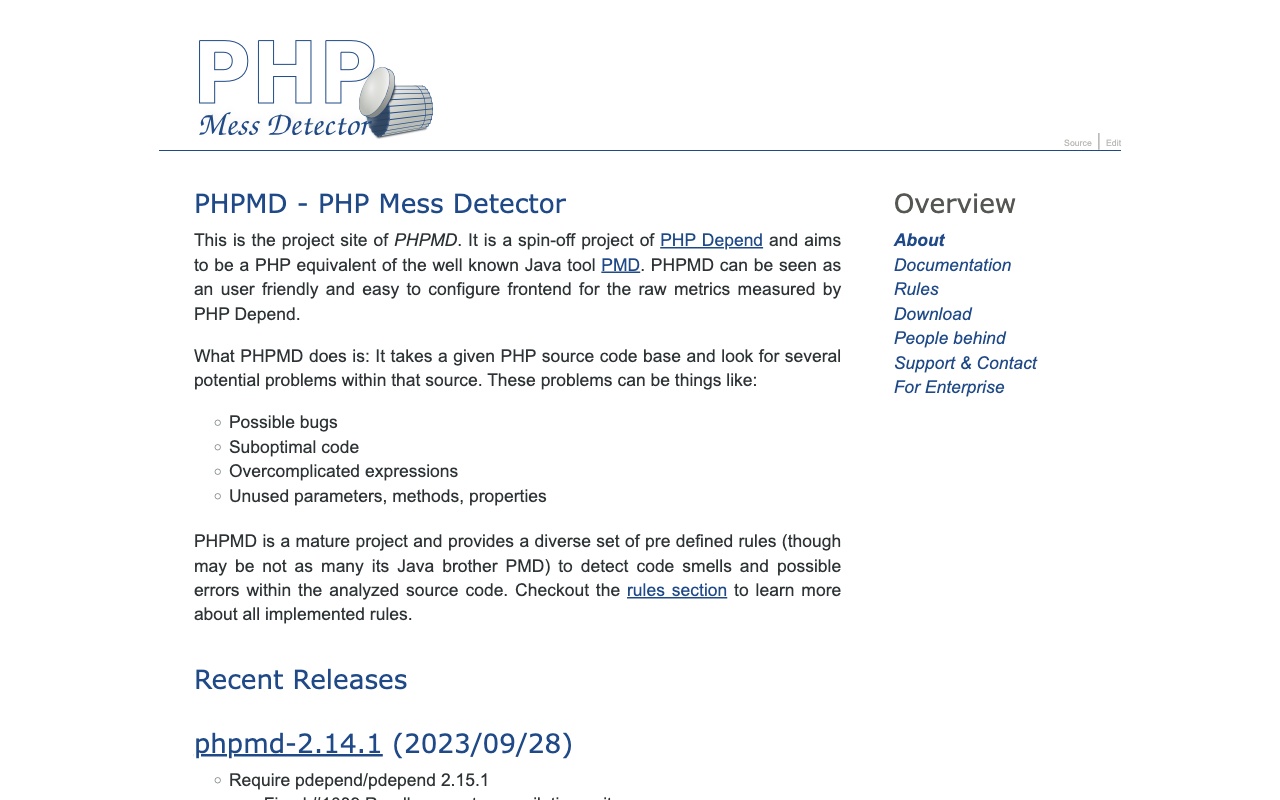 PHP
Mess Detector
Source
Edit
PHPMD - PHP Mess Detector
This is the project site of PHPMD. It is a spin-off project of PHP Depend and aims
to be a PHP equivalent of the well known Java tool PMD. PHPMD can be seen as
an user friendly and easy to configure frontend for the raw metrics measured by
PHP Depend.
What PHPMD does is: It takes a given PHP source code base and look for several
potential problems within that source. These problems can be things like:
Possible bugs
Suboptimal code
Overcomplicated expressions
Unused parameters, methods, properties
PHPMD is a mature project and provides a diverse set of pre defined rules (though
may be not as many its Java brother PMD) to detect code smells and possible
errors within the analyzed source code. Checkout the rules section to learn more
about all implemented rules.
Recent Releases
phpmd-2.14.1 (2023/09/28)
Require pdepend/pdepend 2.15.1
Overview
About
Documentation
Rules
Download
People behind
Support & Contact
For Enterprise